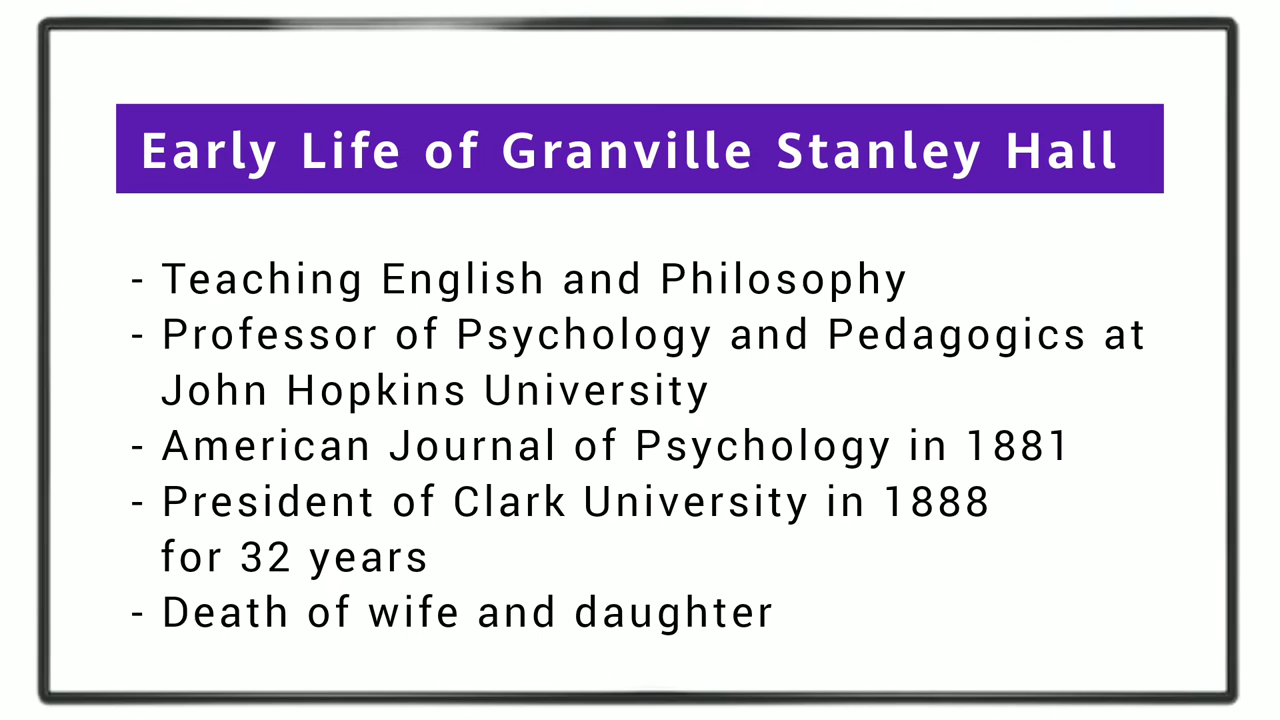 Early Life of Granville Stanley Hall
- Teaching English and Philosophy
- Professor of Psychology and Pedagogics at
John Hopkins University
- American Journal of Psychology in 1881
- President of Clark University in 1888
for 32 years
- Death of wife and daughter